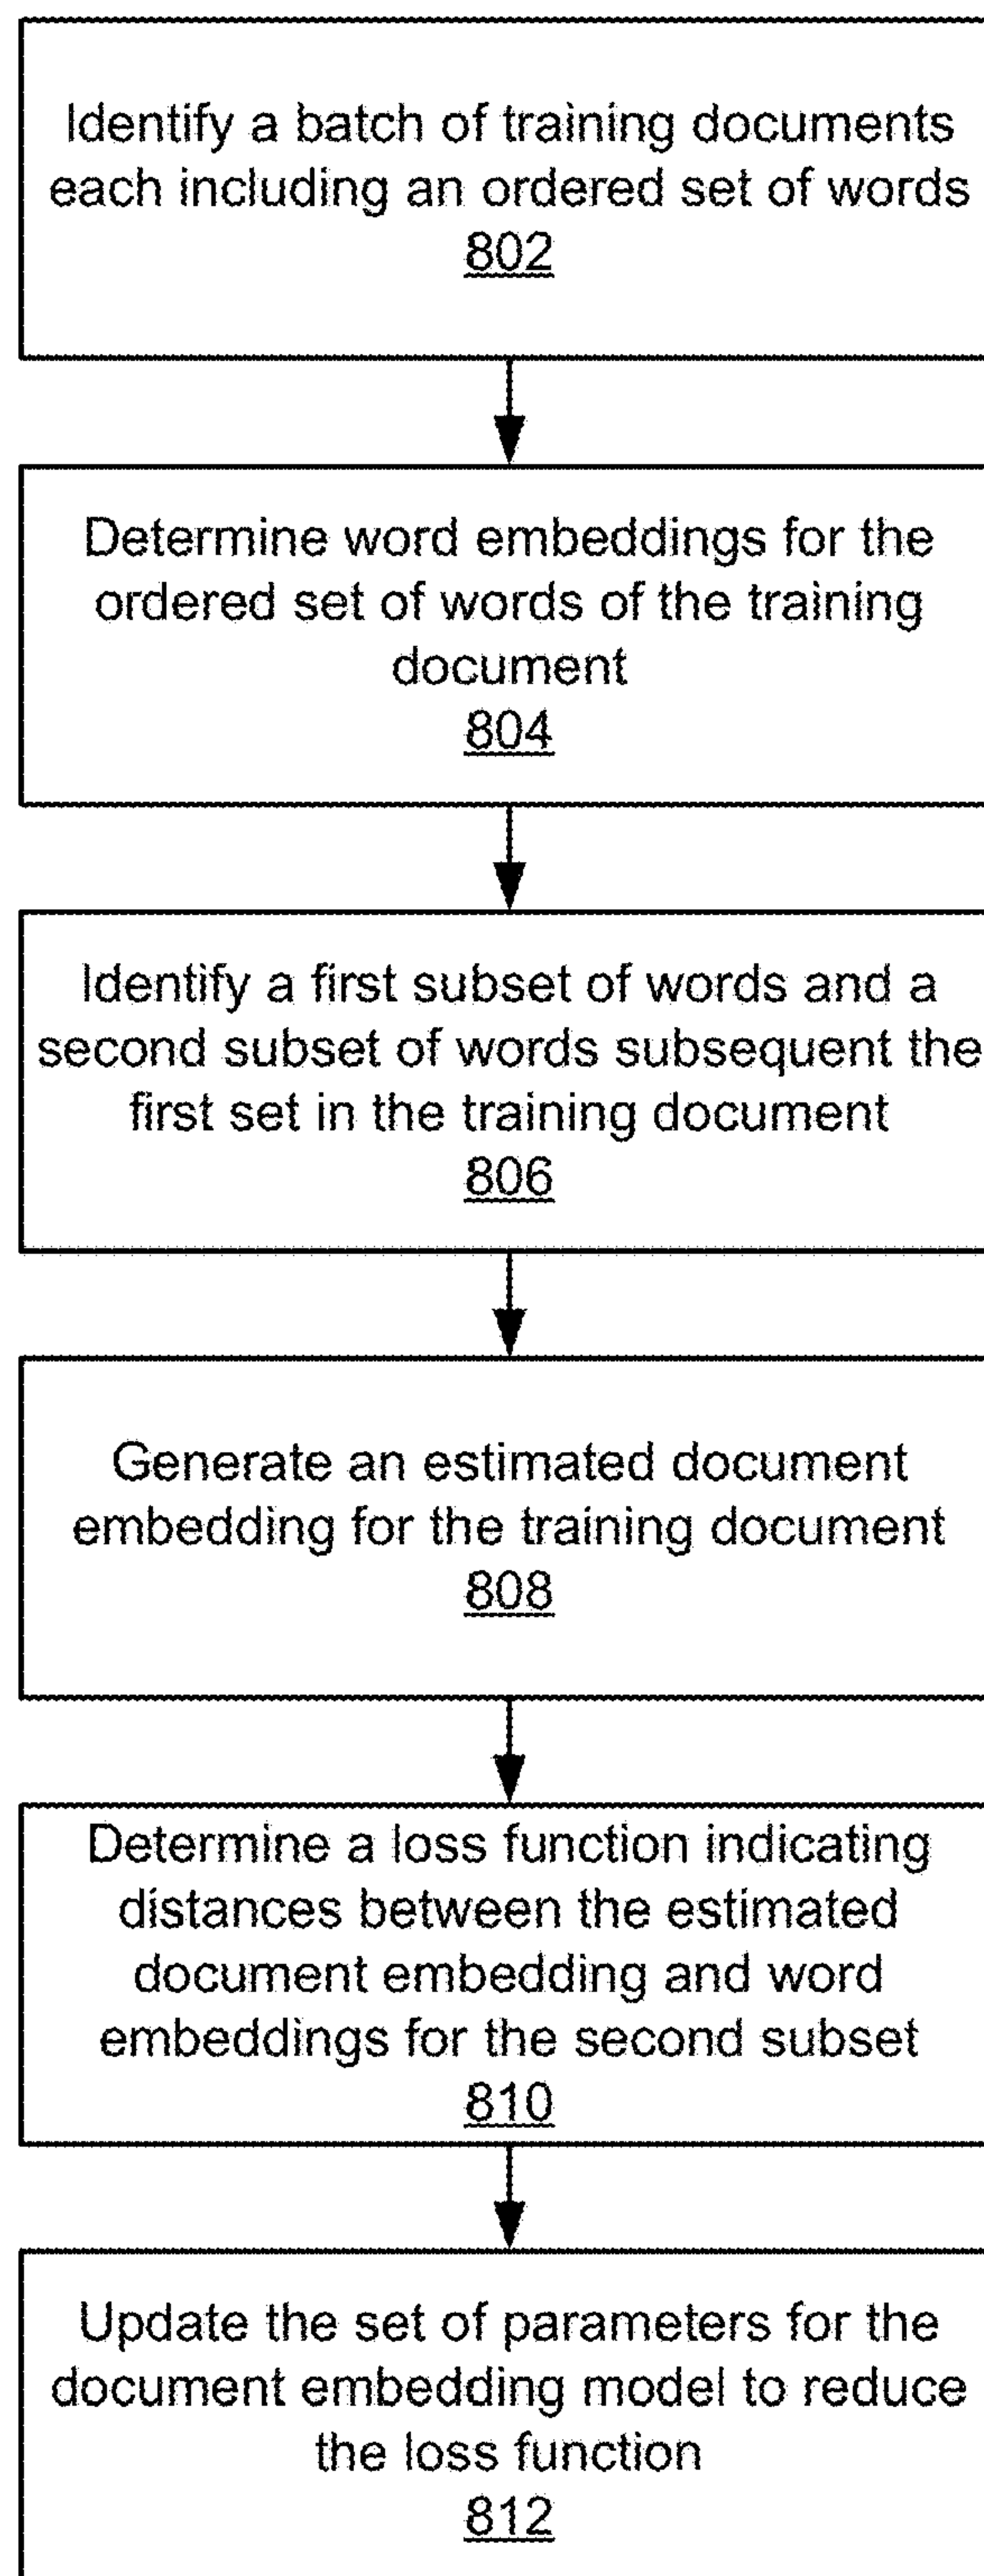 Identify a batch of training documents
each including an ordered set of words
802
Determine word embeddings for the
ordered set of words of the training
document
804
Identify a first subset of words and a
second subset of words subsequent the
first set in the training document
806
Generate an estimated document
embedding for the training document
808
Determine a loss function indicating
distances between the estimated
document embedding and word
embeddings for the second subset
810
Update the set of parameters for the
document embedding model to reduce
the loss function
812